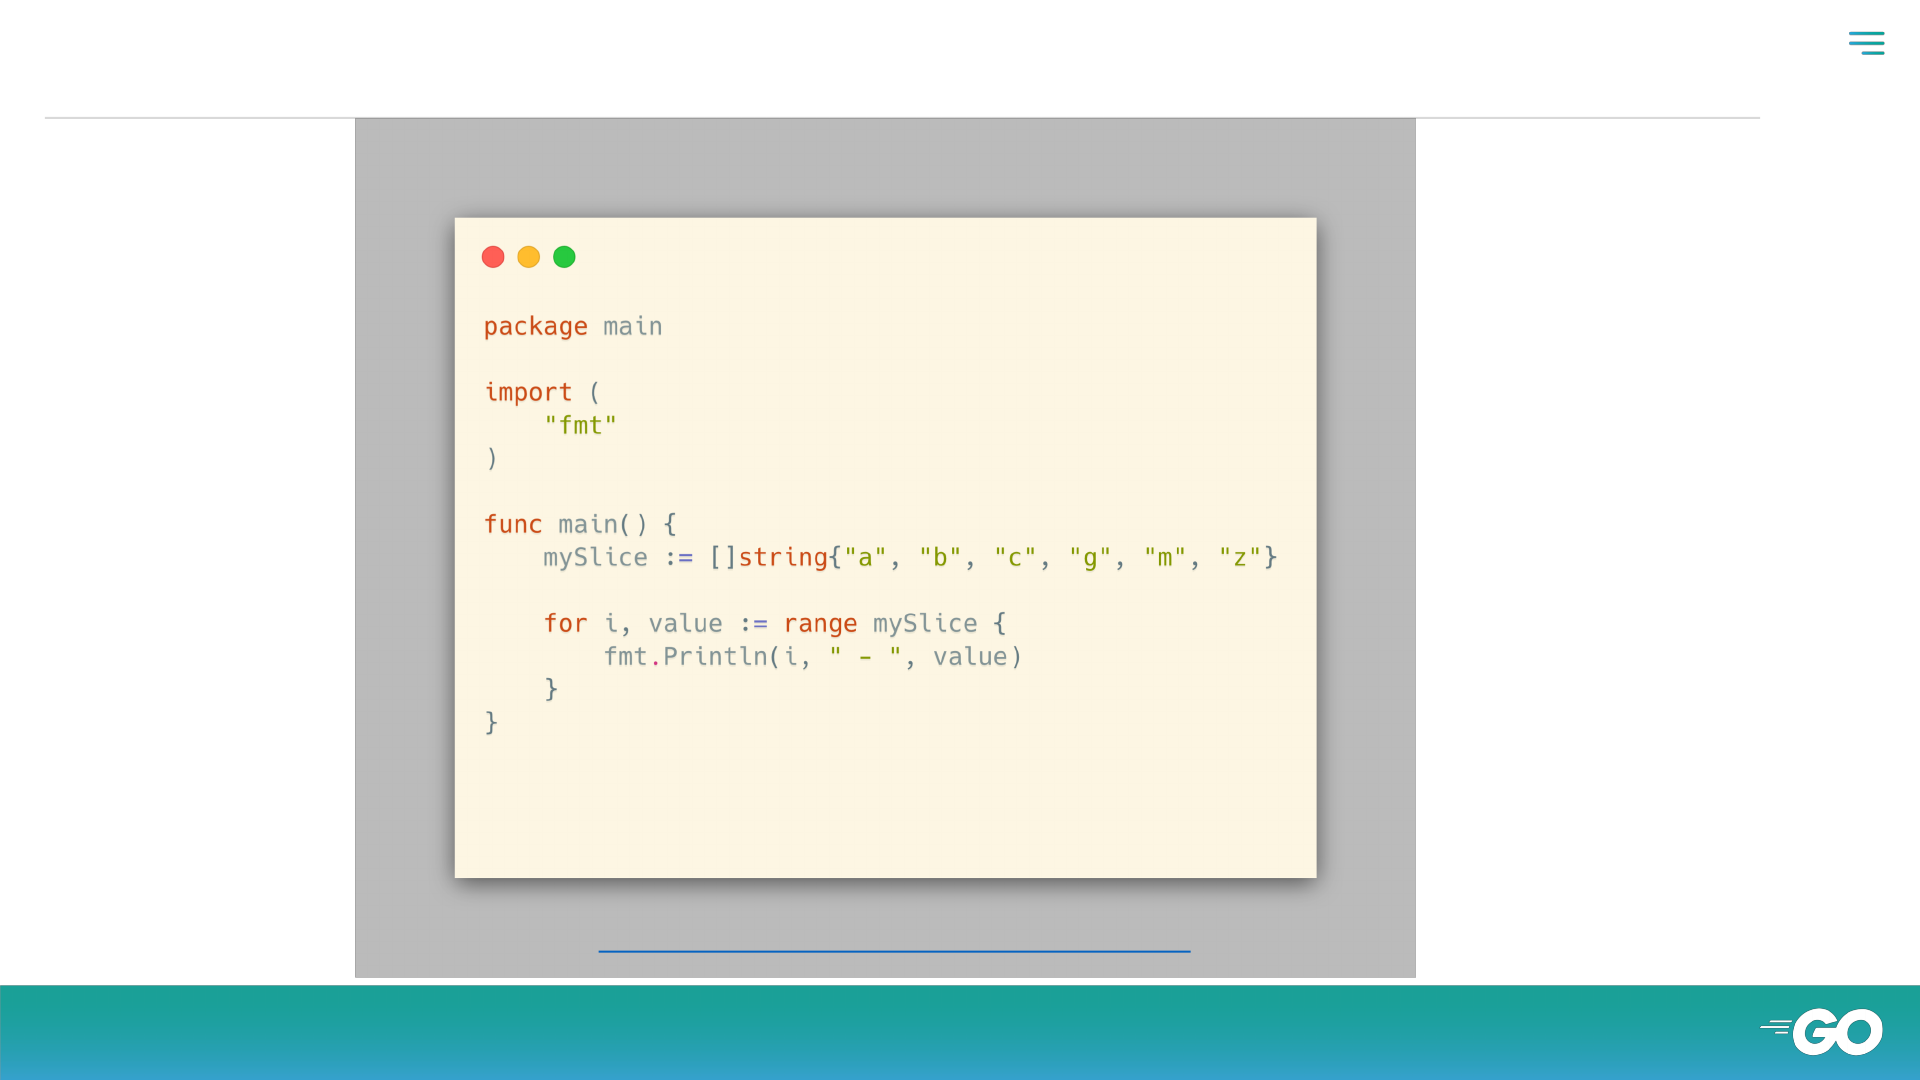 package main
import (
    "fmt"
)
func main() {
    mySlice := []string{"a", "b", "c", "g", "m", "z"}
    for i, value := range mySlice {
        fmt.Println(i, " - ", value)
    }
}
GO